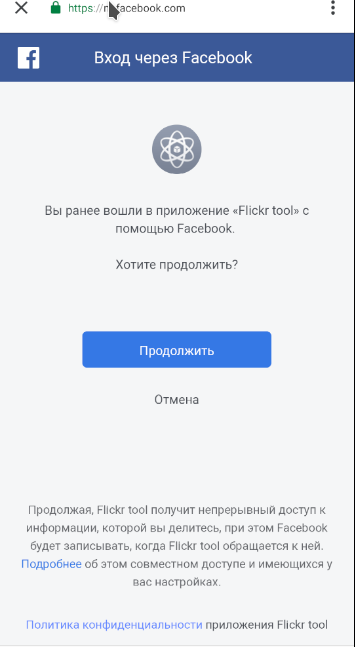 https://m.facebook.com
Вход через Facebook
Вы ранее вошли в приложение «Flickr tool» с
помощью Facebook.
Хотите продолжить?
Продолжить
Отмена
Продолжая, Flickr tool получит непрерывный доступ к
информации, которой вы делитесь, при этом Facebook
будет записывать, когда Flickr tool обращается к ней.
Подробнее об этом совместном доступе и имеющихся у
вас настройках.
Политика конфиденциальности приложения Flickr tool